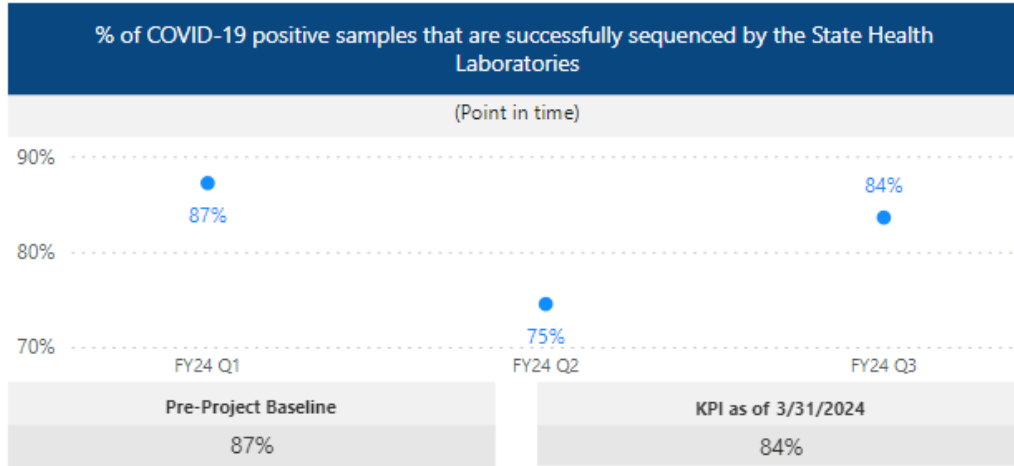 % of COVID-19 positive samples that are successfully sequenced by the State Health
Laboratories
(Point in time)
90%
84%
87%
80%
75%
70%
FY24 Q1 FY24 Q2 FY24 Q3
Pre-Project Baseline KPI as of 3/31/2024
87% 84%